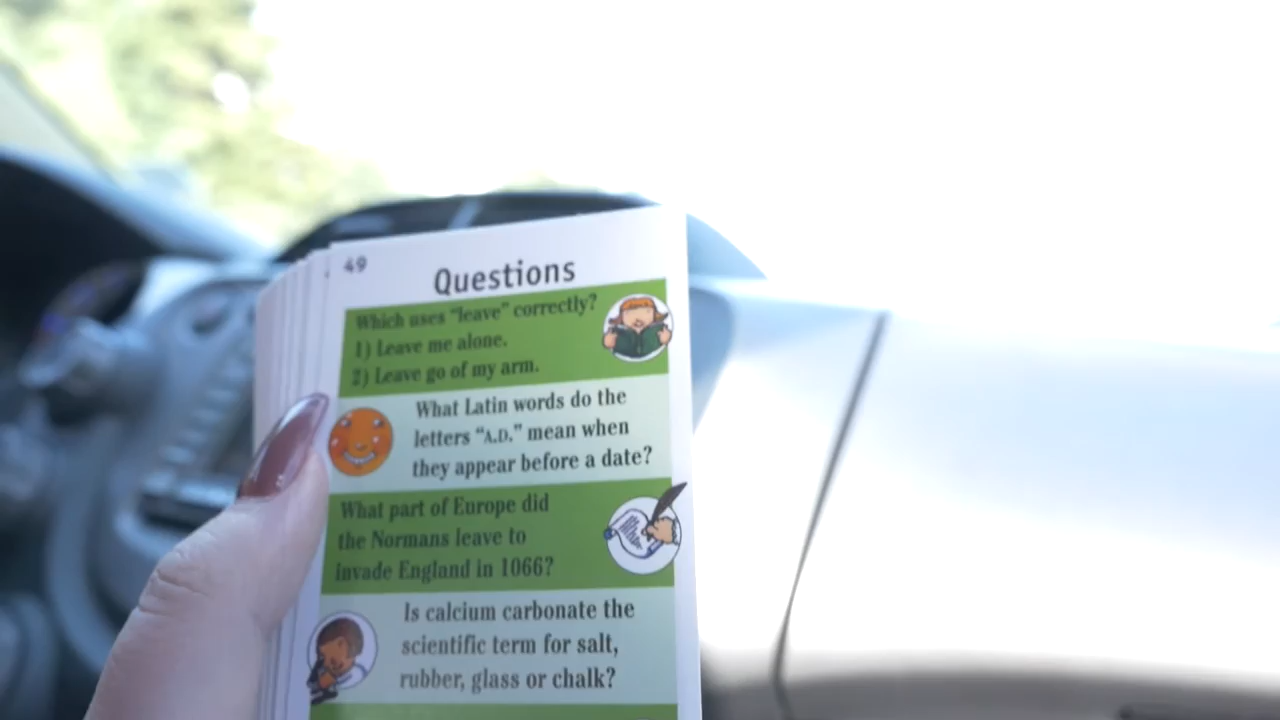 49
Questions
Which uses "leave" correctly?
1) Leave me alone.
2) Leave go of my arm.
What Latin words do the
letters "A.D." mean when
they appear before a date?
What part of Europe did
the Normans leave to
invade England in 1066?
Is calcium carbonate the
scientific term for salt,
rubber, glass or chalk?